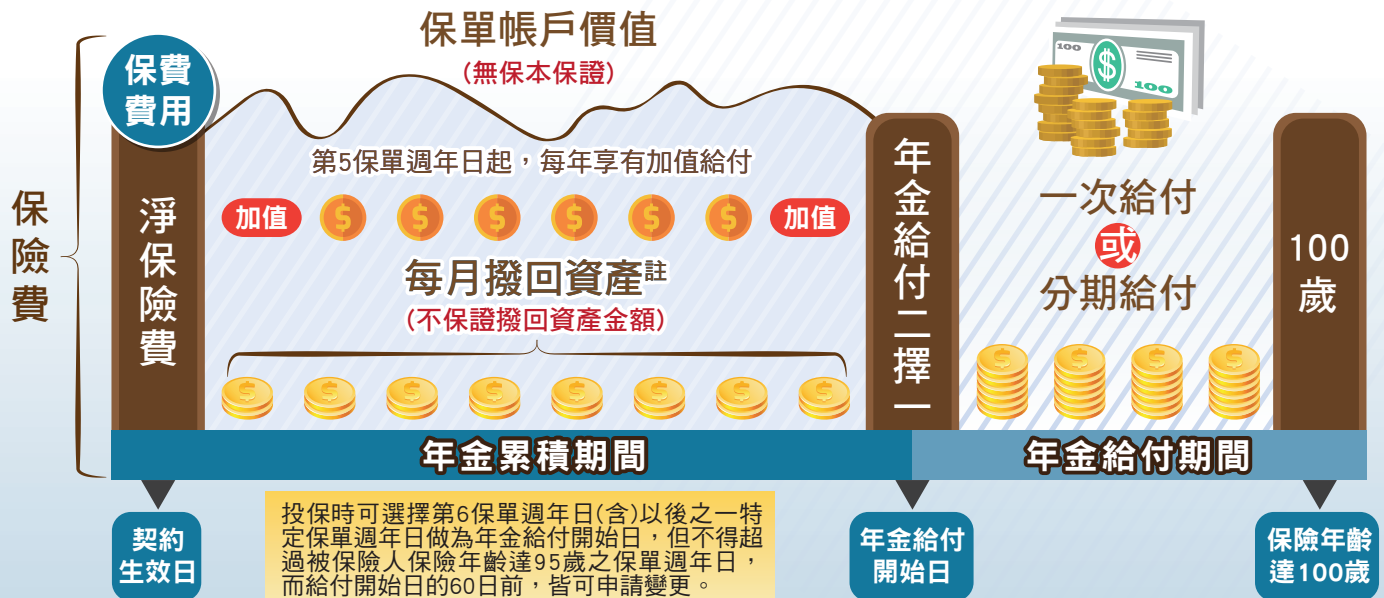 保險費
保費
費用
淨保險費
保單帳戶價值
(無保本保證)
第5保單週年日起，每年享有加值給付
加值
$
$
$
$
$
$
加值
每月撥回資產註
(不保證撥回資產金額)
$
$
$
$
$
$
$
$
年金給付二擇一
100
$
100
一次給付
或
分期給付
$
$
$
$
100
歲
年金累積期間
年金給付期間
契約
生效日
投保時可選擇第6保單週年日(含)以後之一特
定保單週年日做為年金給付開始日，但不得超
過被保險人保險年齡達95歲之保單週年日，
而給付開始日的60日前，皆可申請變更。
年金給付
開始日
保險年齡
達100歲